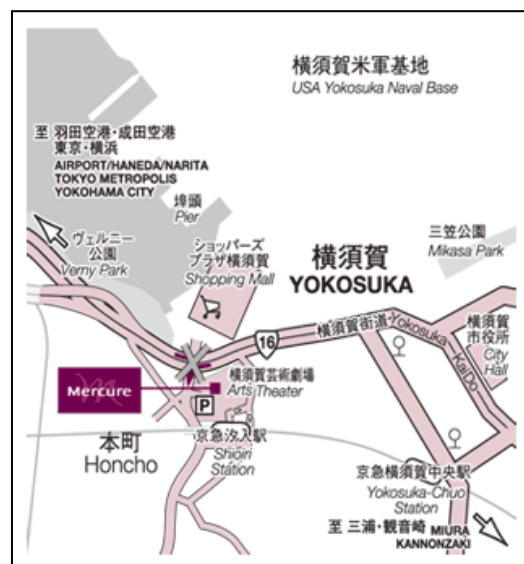 横須賀米軍基地
USA Yokosuka Naval Base
至 羽田空港・成田空港
東京・横浜
AIRPORT/HANEDA/NARITA
TOKYO METROPOLIS
YOKOHAMA CITY
埠頭
Pier
ヴェルニー
公園
Verny Park
ショッパーズ
プラザ横須賀
Shopping Mall
横須賀
YOKOSUKA
三笠公園
Mikasa Park
16
横須賀街道 Yokosuka KaiDo
横須賀
市役所
City
Hall
Mercure
横須賀芸術劇場
Arts Theater
P
本町
Honcho
京急汐入駅
Shioiri
Station
京急横須賀中央駅
Yokosuka-Chuo
Station
至 三浦・観音崎 MIURA
KANNONZAKI